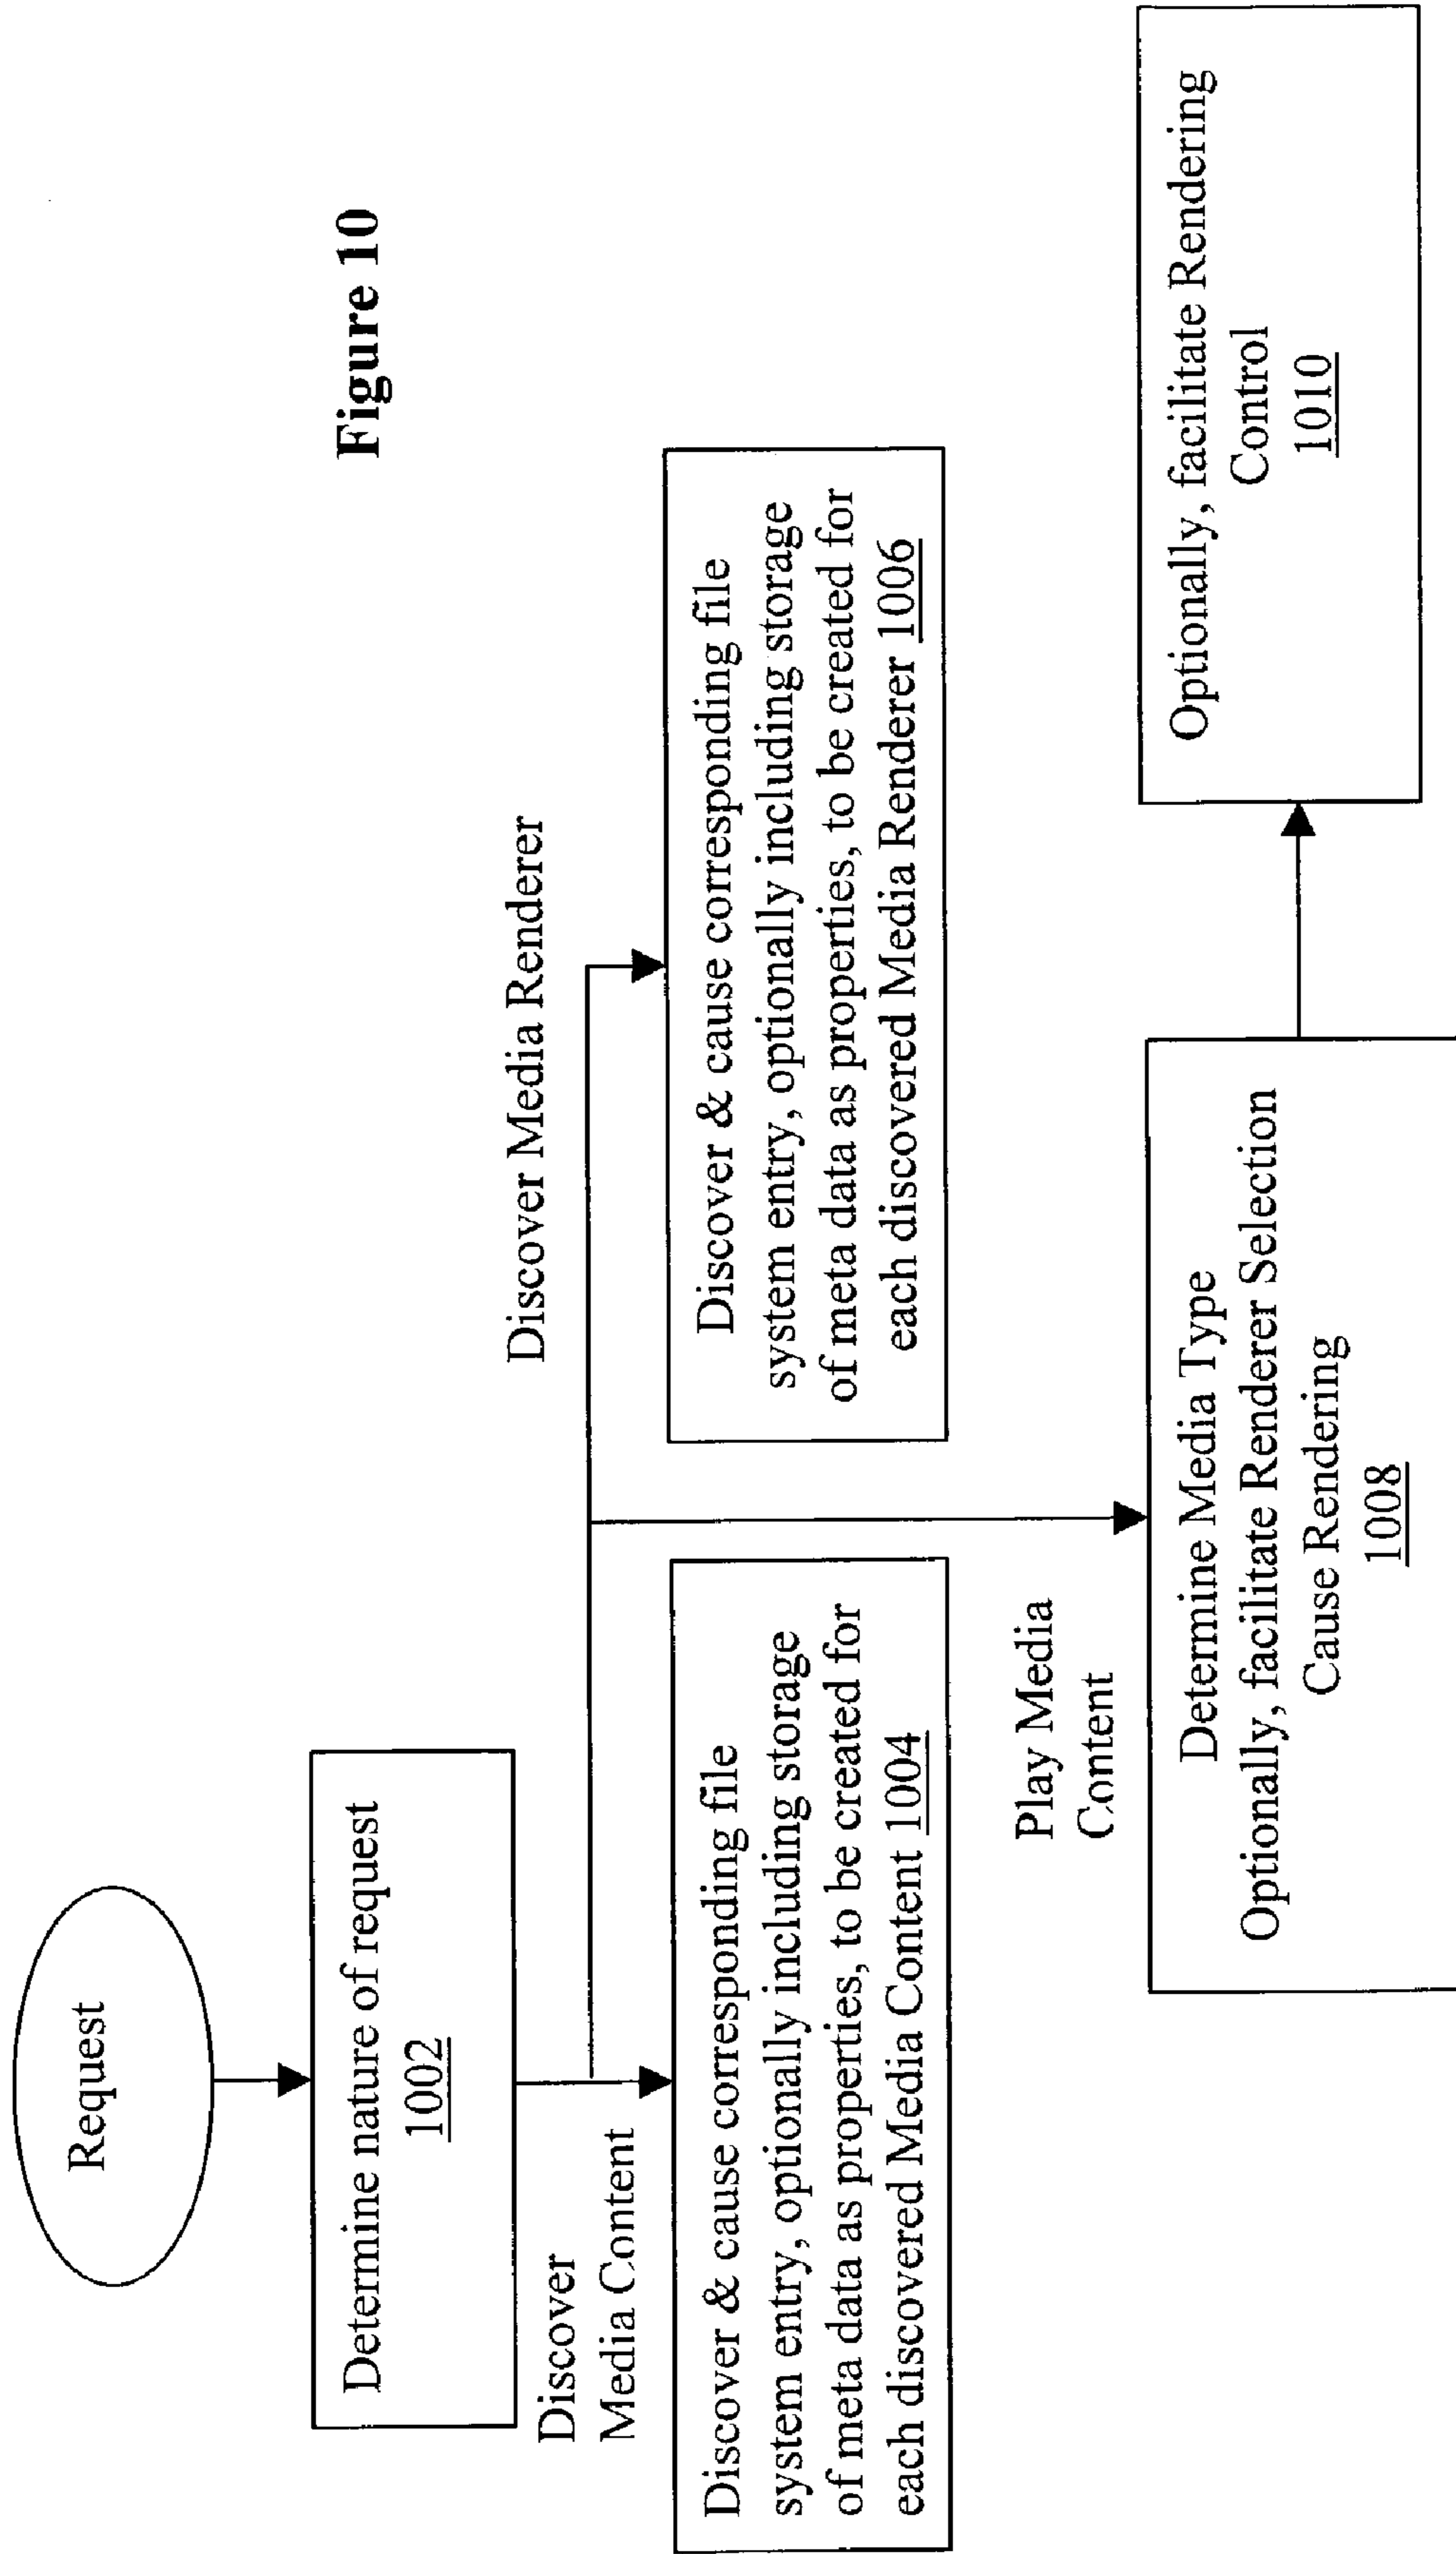 Figure 10
Request
Determine nature of request
1002
Discover
Media Content
Discover Media Renderer
Discover & cause corresponding file
system entry, optionally including storage
of meta data as properties, to be created for
each discovered Media Content 1004
Discover & cause corresponding file
system entry, optionally including storage
of meta data as properties, to be created for
each discovered Media Renderer 1006
Play Media
Content
Determine Media Type
Optionally, facilitate Renderer Selection
Cause Rendering
1008
Optionally, facilitate Rendering
Control
1010